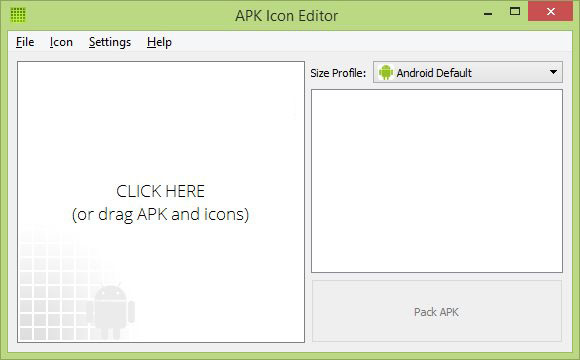 APK Icon Editor
File Icon Settings Help
Size Profile: Android Default
CLICK HERE
(or drag APK and icons)
Pack APK